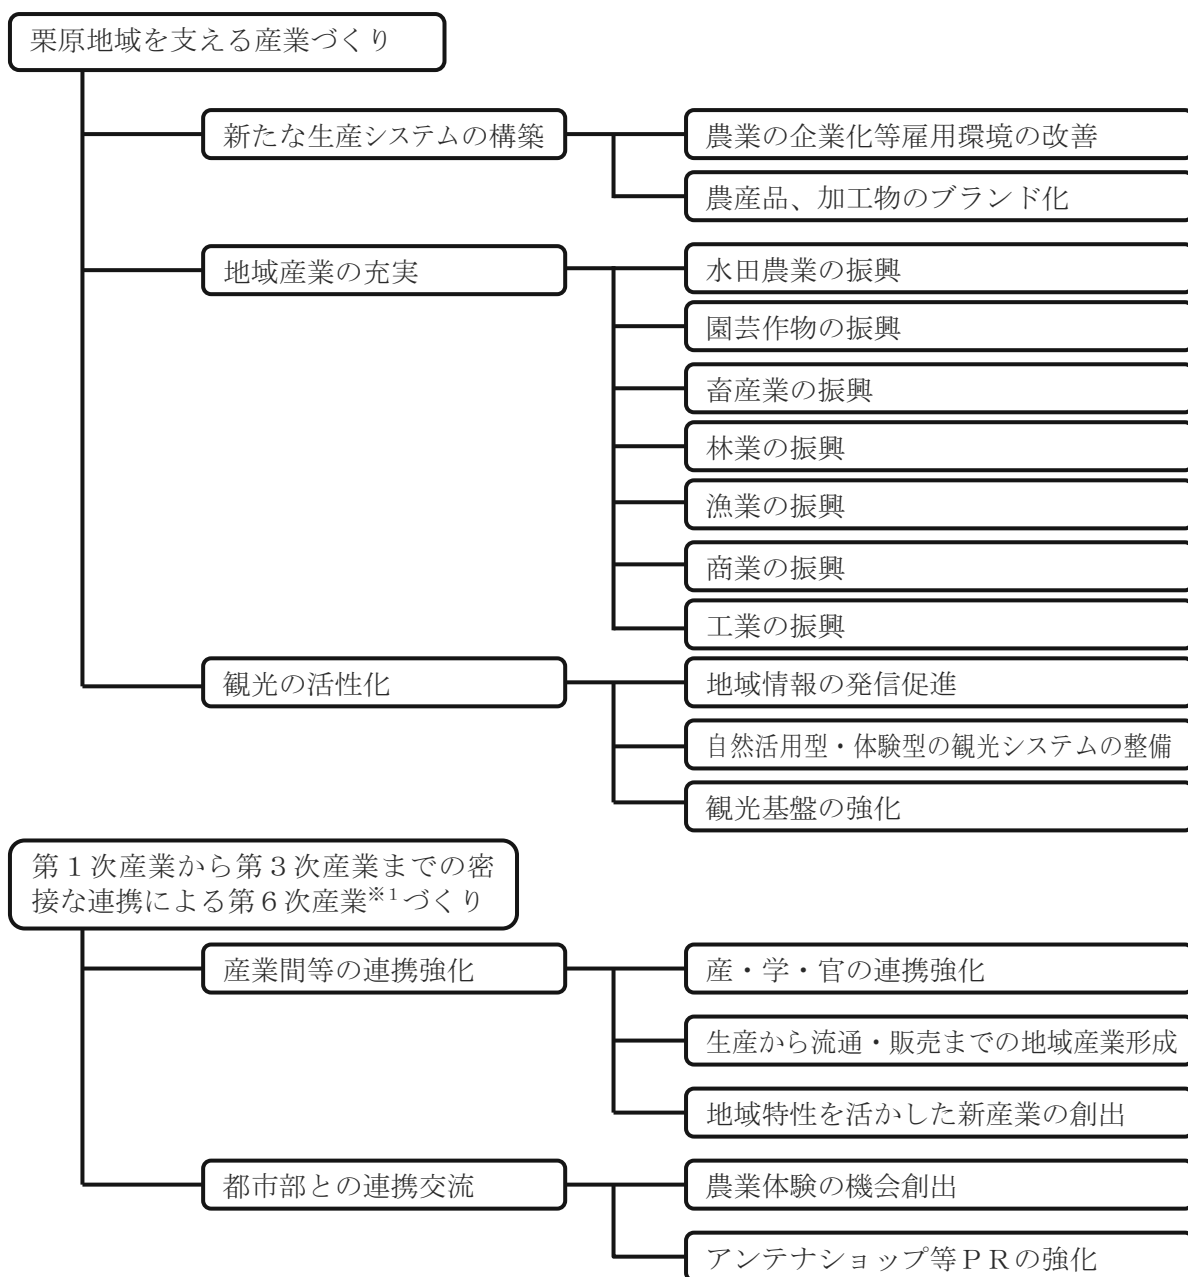 栗原地域を支える産業づくり
新たな生産システムの構築
農業の企業化等雇用環境の改善
農産品、加工物のブランド化
地域産業の充実
水田農業の振興
園芸作物の振興
畜産業の振興
林業の振興
漁業の振興
商業の振興
工業の振興
観光の活性化
地域情報の発信促進
自然活用型・体験型の観光システムの整備
観光基盤の強化
第1次産業から第3次産業までの密
接な連携による第6次産業※1づくり
産業間等の連携強化
産・学・官の連携強化
生産から流通・販売までの地域産業形成
地域特性を活かした新産業の創出
都市部との連携交流
農業体験の機会創出
アンテナショップ等PRの強化